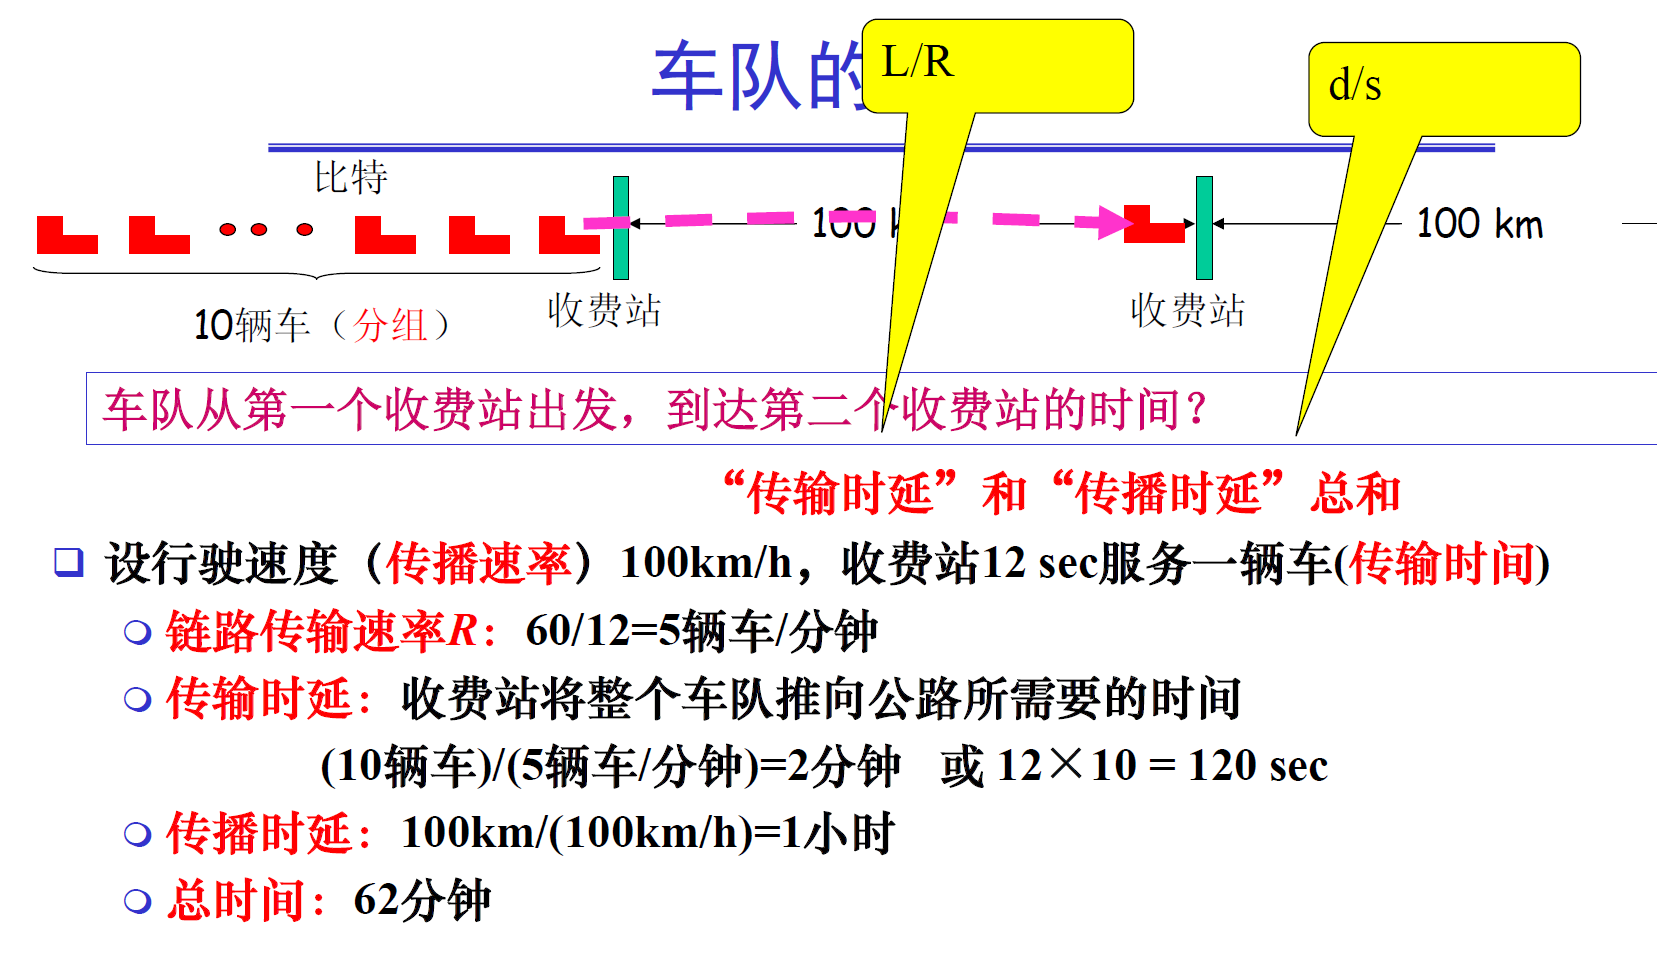 车队的
L/R
d/s
比特
100 k
100 km
10辆车（分组）
收费站
收费站
车队从第一个收费站出发，到达第二个收费站的时间？
“传输时延”和“传播时延”总和
设行驶速度（传播速率）100km/h，收费站12 sec服务一辆车(传输时间)
链路传输速率R：60/12=5辆车/分钟
传输时延：收费站将整个车队推向公路所需要的时间
(10辆车)/(5辆车/分钟)=2分钟 或 12×10 = 120 sec
传播时延：100km/(100km/h)=1小时
总时间：62分钟